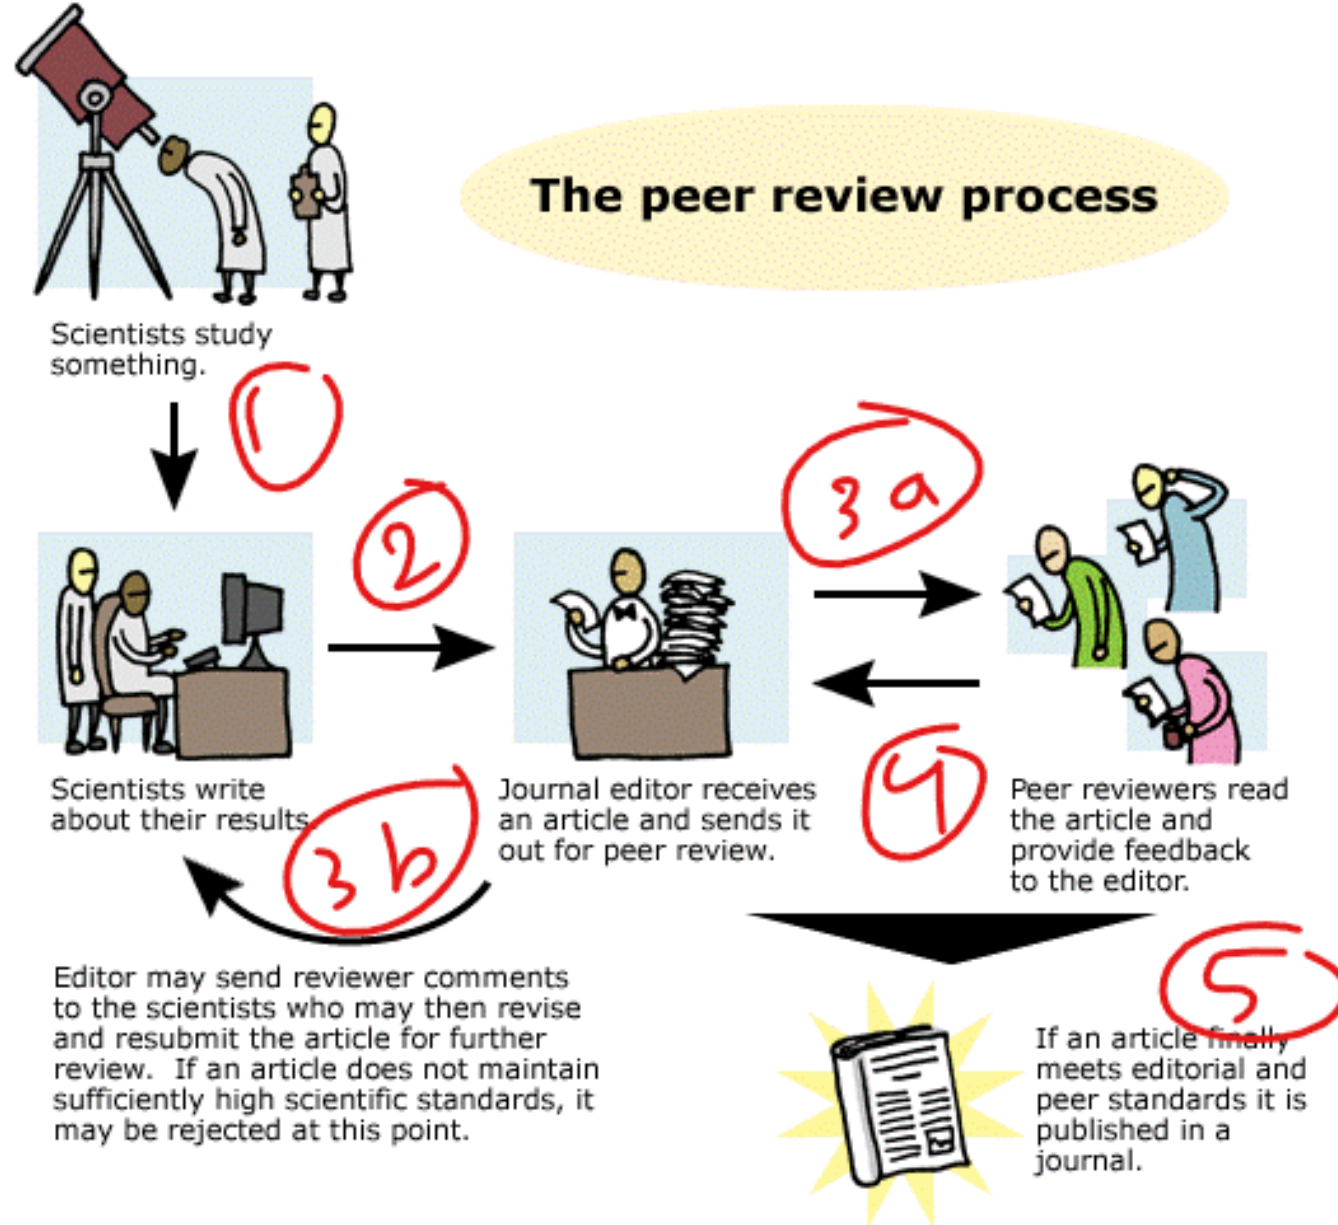 The peer review process
Scientists study
something.
1
2
3a
Scientists write
about their results.
3b
Journal editor receives
an article and sends it
out for peer review.
4
Peer reviewers read
the article and
provide feedback
to the editor.
Editor may send reviewer comments
to the scientists who may then revise
and resubmit the article for further
review. If an article does not maintain
sufficiently high scientific standards, it
may be rejected at this point.
5
If an article finally
meets editorial and
peer standards it is
published in a
journal.